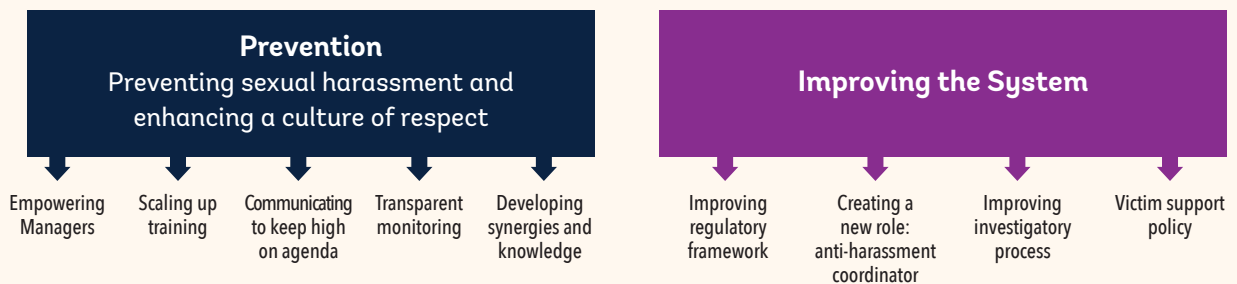 Prevention
Preventing sexual harassment and
enhancing a culture of respect
Empowering
Managers
Scaling up
training
Communicating
to keep high
on agenda
Transparent
monitoring
Developing
synergies and
knowledge
Improving the System
Improving
regulatory
framework
Creating a
new role:
anti-harassment
coordinator
Improving
investigatory
process
Victim support
policy